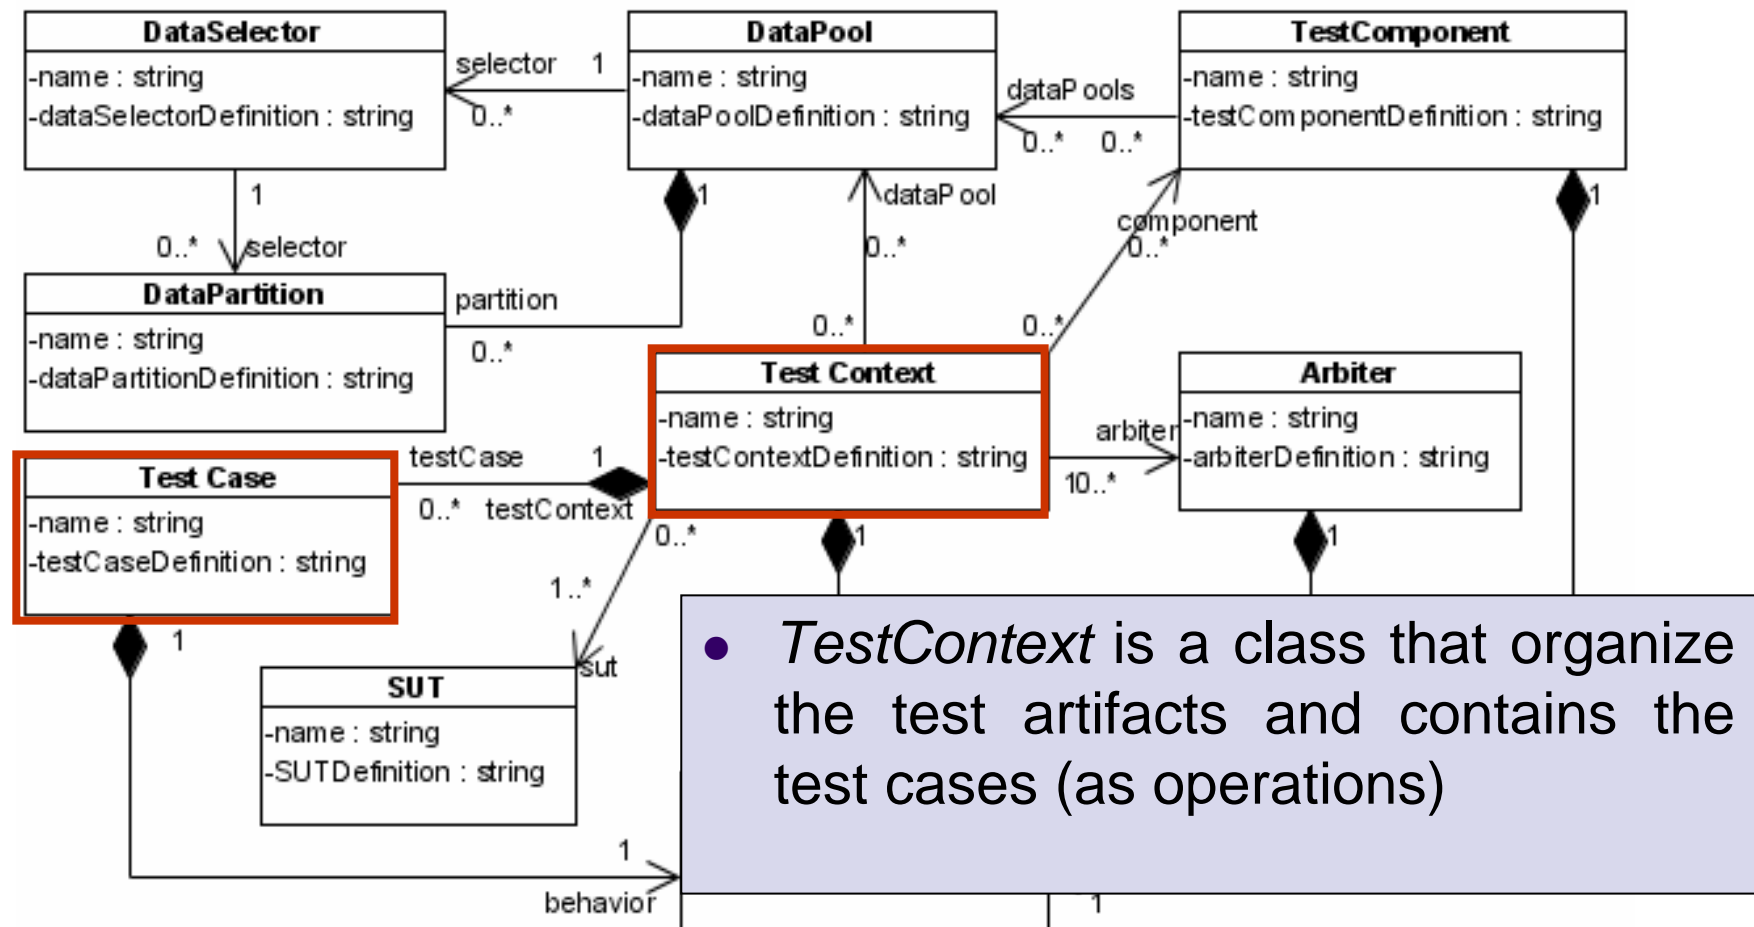 DataSelector
-name : string
-dataSelectorDefinition : string
selector 1
0..*
DataPool
-name : string
-dataPoolDefinition : string
dataPools
0..* 0..*
TestComponent
-name : string
-testComponentDefinition : string
1
0..* selector
1
dataPool
0..*
component
0..*
1
DataPartition
-name : string
-dataPartitionDefinition : string
partition
0..*
0..*
0..*
Test Context
-name : string
-testContextDefinition : string
arbiter
10..*
Arbiter
-name : string
-arbiterDefinition : string
Test Case
-name : string
-testCaseDefinition : string
testCase 1
0..* testContext
0..*
1
1
1..*
sut
1
SUT
-name : string
-SUTDefinition : string
• TestContext is a class that organize
the test artifacts and contains the
test cases (as operations)
1
behavior
1